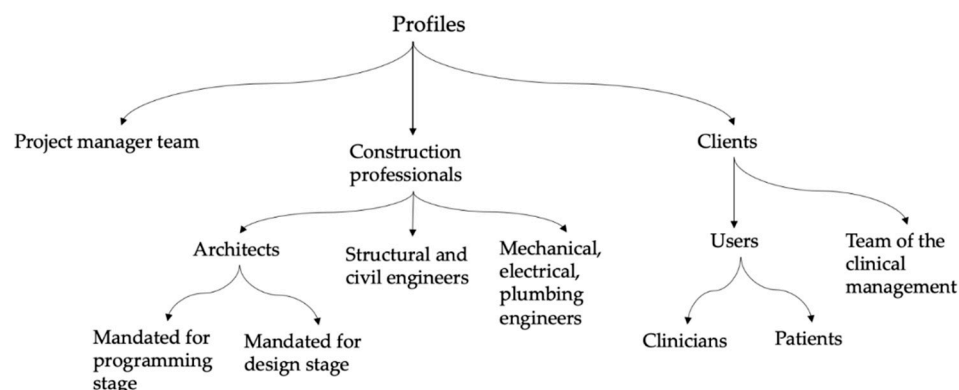 Profiles
Project manager team
Construction
professionals
Clients
Architects
Structural and
civil engineers
Mechanical,
electrical,
plumbing
engineers
Users
Team of the
clinical
management
Mandated for
programming
stage
Mandated for
design stage
Clinicians
Patients